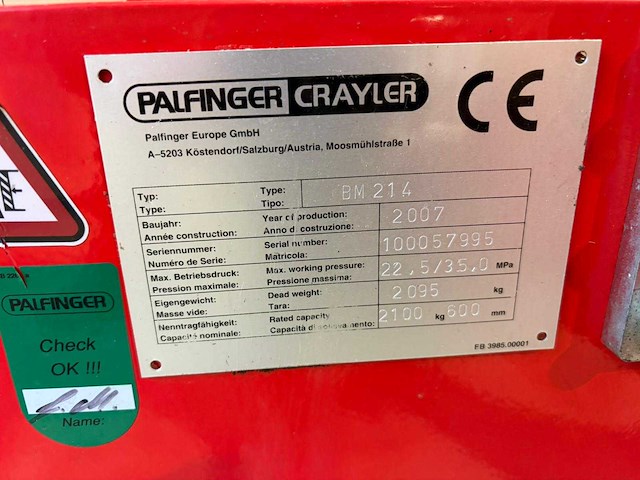 PALFINGER CRAYLER CE
Palfinger Europe GmbH
A–5203 Köstendorf/Salzburg/Austria, Moosmühlstraße 1
Typ: Type: BM 214
Type: Tipo:
Baujahr: Year of production: 2007
Année construction: Anno di costruzione:
Seriennummer: Serial number: 100057995
Numéro de Serie: Matricola:
Max. Betriebsdruck: Max. working pressure: 22,5/35,0 MPa
Pression maximale: Pressione massima:
Eigengewicht: Dead weight: 2095 kg
Masse vide: Tara:
Nenntragfähigkeit: Rated capacity 2100 kg 600 mm
Capacité nominale: Capacità di sollevamento:
EB 3985.00001
PALFINGER
Check
OK !!!
Name: